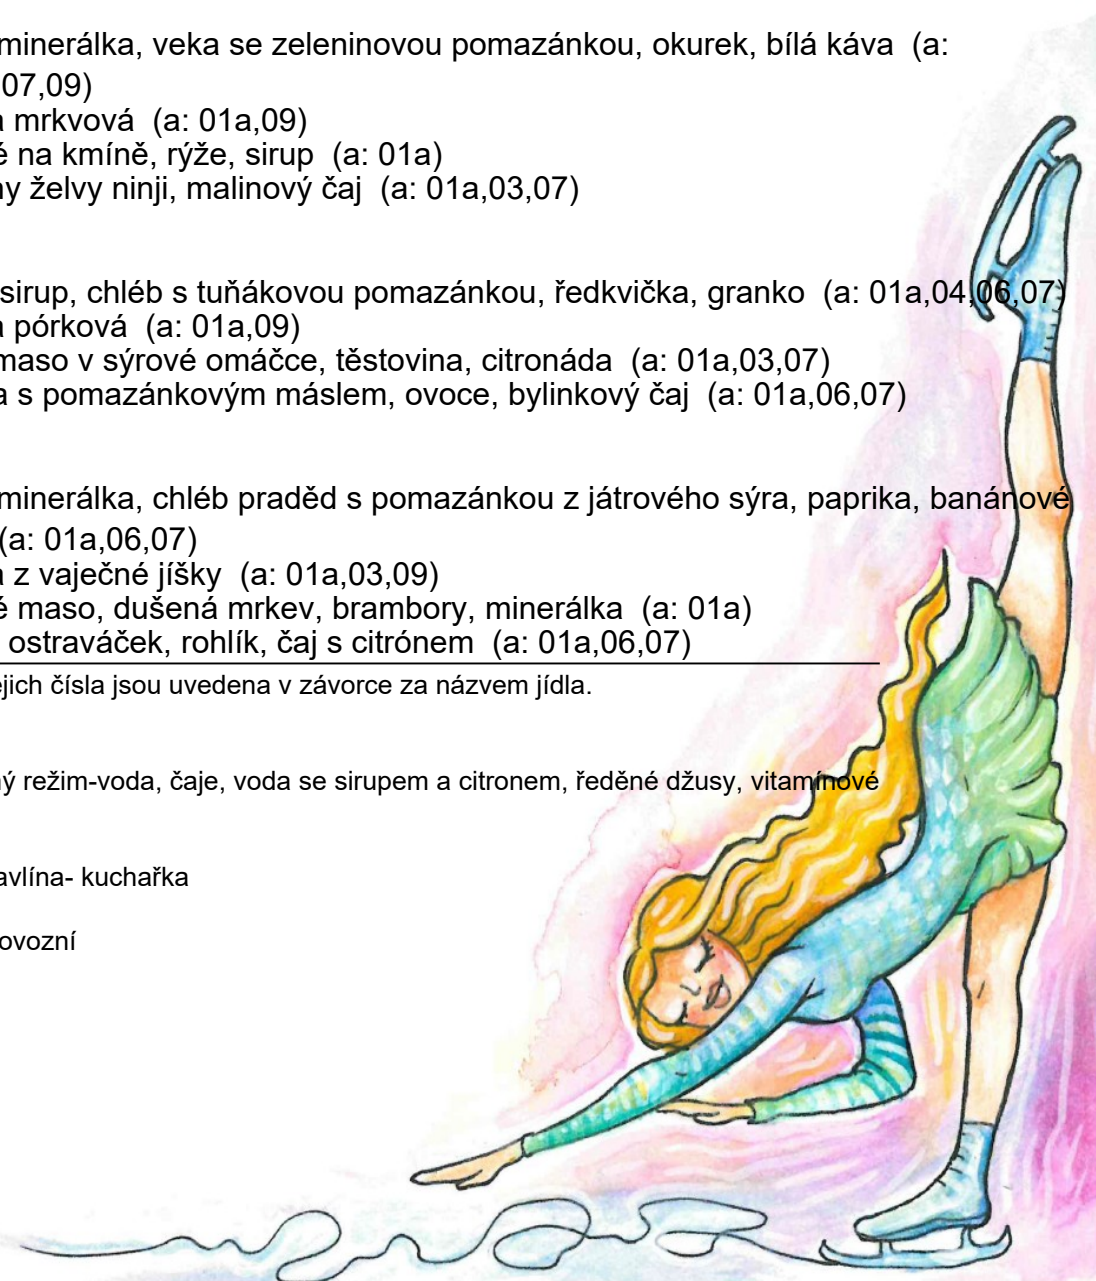 minerálka, veka se zeleninovou pomazánkou, okurek, bílá káva (a:
07,09)
mrkvová (a: 01a,09)
na kmíně, rýže, sirup (a: 01a)
želvy ninji, malinový čaj (a: 01a,03,07)
sirup, chléb s tuňákovou pomazánkou, ředkvička, granko (a: 01a,04,06,07)
pórková (a: 01a,09)
maso v sýrové omáčce, těstovina, citronáda (a: 01a,03,07)
s pomazánkovým máslem, ovoce, bylinkový čaj (a: 01a,06,07)
minerálka, chléb praděd s pomazánkou z játrového sýra, paprika, banánové
(a: 01a,06,07)
z vaječné jíšky (a: 01a,03,09)
maso, dušená mrkev, brambory, minerálka (a: 01a)
ostraváček, rohlík, čaj s citrónem (a: 01a,06,07)
ejich čísla jsou uvedena v závorce za názvem jídla.
ý režim-voda, čaje, voda se sirupem a citronem, ředěné džusy, vitamínové
avlína- kuchařka
ovozní